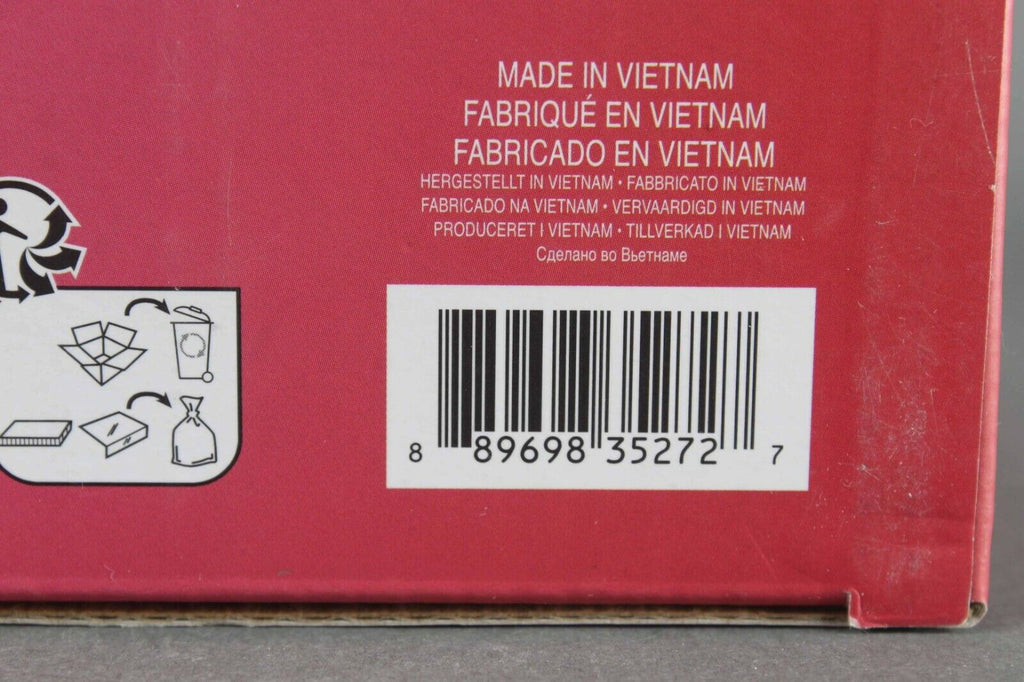 MADE IN VIETNAM
FABRIQUÉ EN VIETNAM
FABRICADO EN VIETNAM
HERGESTELLT IN VIETNAM • FABBRICATO IN VIETNAM
FABRICADO NA VIETNAM • VERVAARDIGD IN VIETNAM
PRODUCERET I VIETNAM • TILLVERKAD I VIETNAM
Сделано во Вьетнаме
8 89698 35272 7